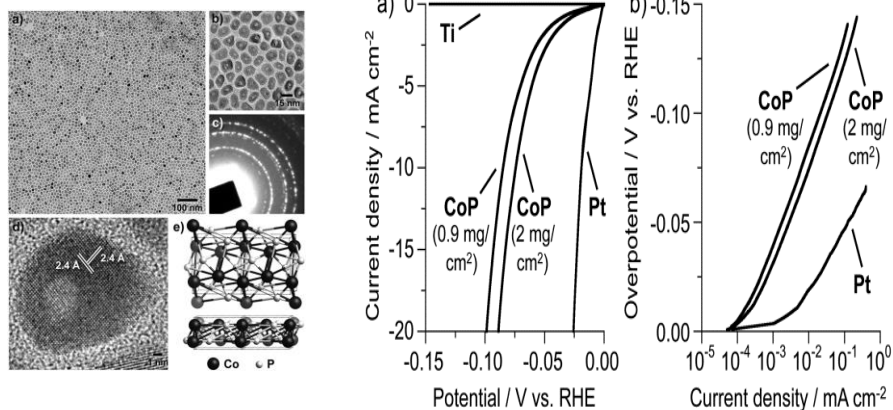 a)
100 nm
b)
15 nm
c)
d)
2.4 Å
2.4 Å
1 nm
e)
Co
P
a)
0
-5
-10
-15
-20
Current density / mA cm⁻²
Ti
CoP
(0.9 mg/
cm²)
CoP
(2 mg/
cm²)
Pt
-0.15
-0.10
-0.05
0.00
Potential / V vs. RHE
b)
-0.15
-0.10
-0.05
0.00
Overpotential / V vs. RHE
CoP
(0.9 mg/
cm²)
CoP
(2 mg/
cm²)
Pt
10⁻⁵
10⁻⁴
10⁻³
10⁻²
10⁻¹
10⁰
Current density / mA cm⁻²